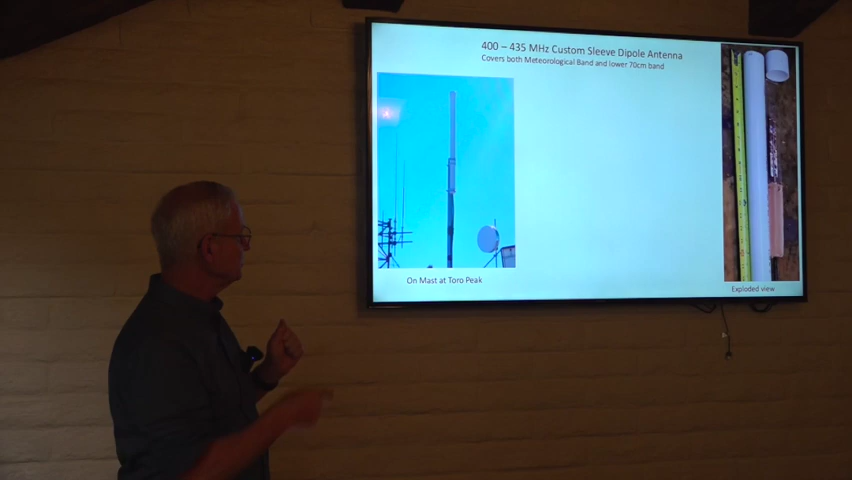 400 – 435 MHz Custom Sleeve Dipole Antenna
Covers both Meteorological Band and lower 70cm band
On Mast at Toro Peak
Exploded view